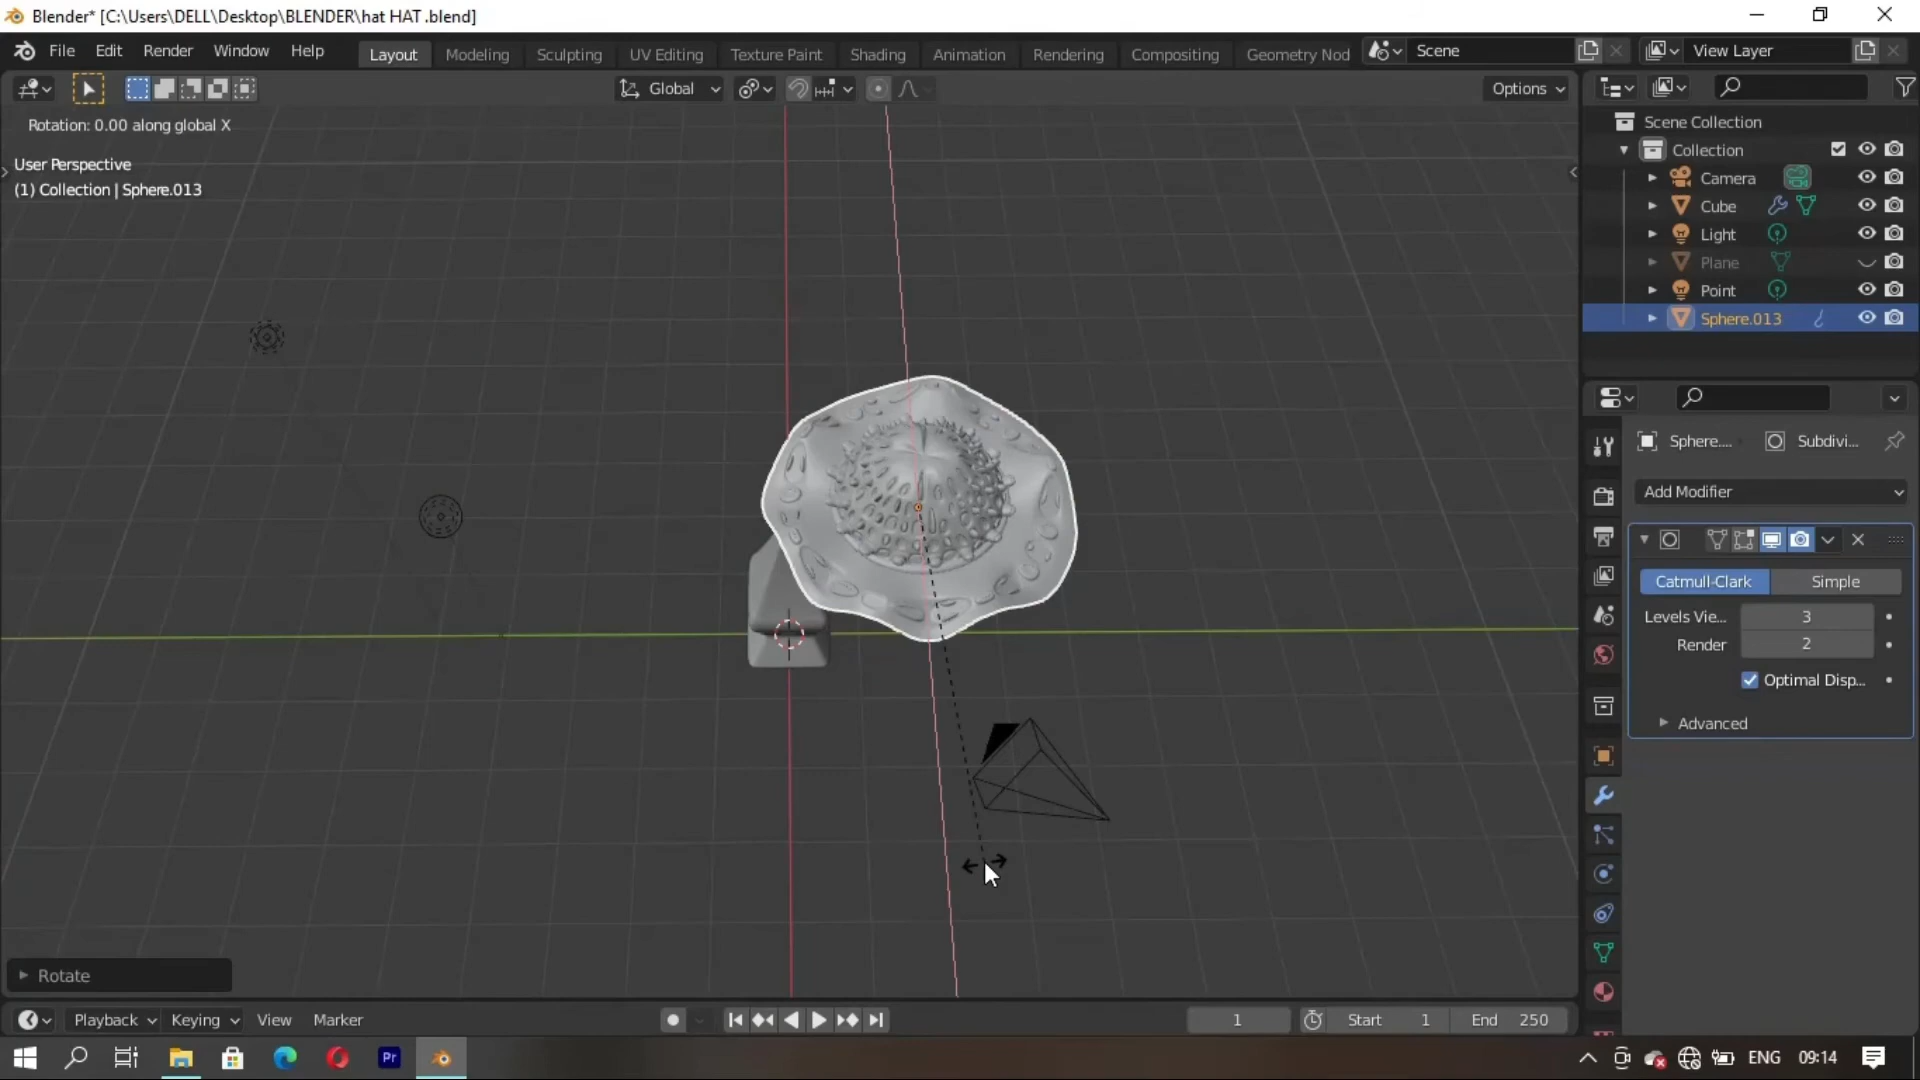 Blender* [C:\Users\DELL\Desktop\BLENDER\hat HAT .blend]
File Edit Render Window Help Layout Modeling Sculpting UV Editing Texture Paint Shading Animation Rendering Compositing Geometry Nod Scene View Layer
Global Options
Rotation: 0.00 along global X
User Perspective
(1) Collection | Sphere.013
Scene Collection
Collection
Camera
Cube
Light
Plane
Point
Sphere.013
Sphere.... Subdivi...
Add Modifier
Catmull-Clark Simple
Levels Vie... 3
Render 2
Optimal Disp...
Advanced
Rotate
Playback Keying View Marker 1 Start 1 End 250
Pr ENG 09:14